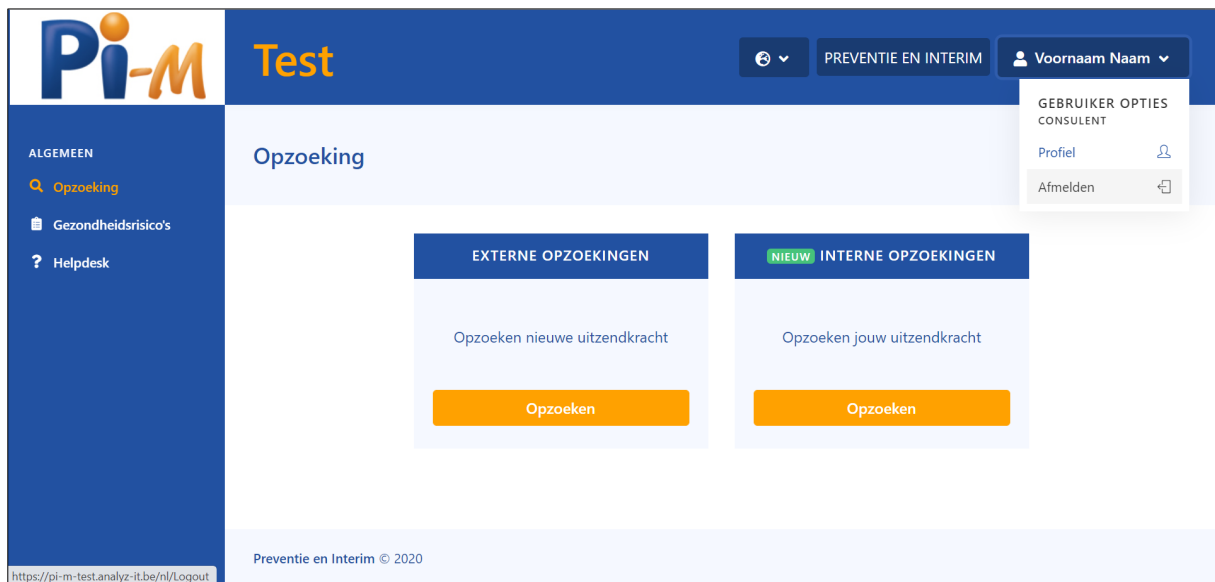 Pi-M
Test
PREVENTIE EN INTERIM
Voornaam Naam
GEBRUIKER OPTIES
CONSULENT
Profiel
Afmelden
ALGEMEEN
Opzoeking
Gezondheidsrisico's
? Helpdesk
Opzoeking
EXTERNE OPZOEKINGEN
Opzoeken nieuwe uitzendkracht
Opzoeken
NIEUW INTERNE OPZOEKINGEN
Opzoeken jouw uitzendkracht
Opzoeken
Preventie en Interim © 2020
https://pi-m-test.analyz-it.be/nl/Logout